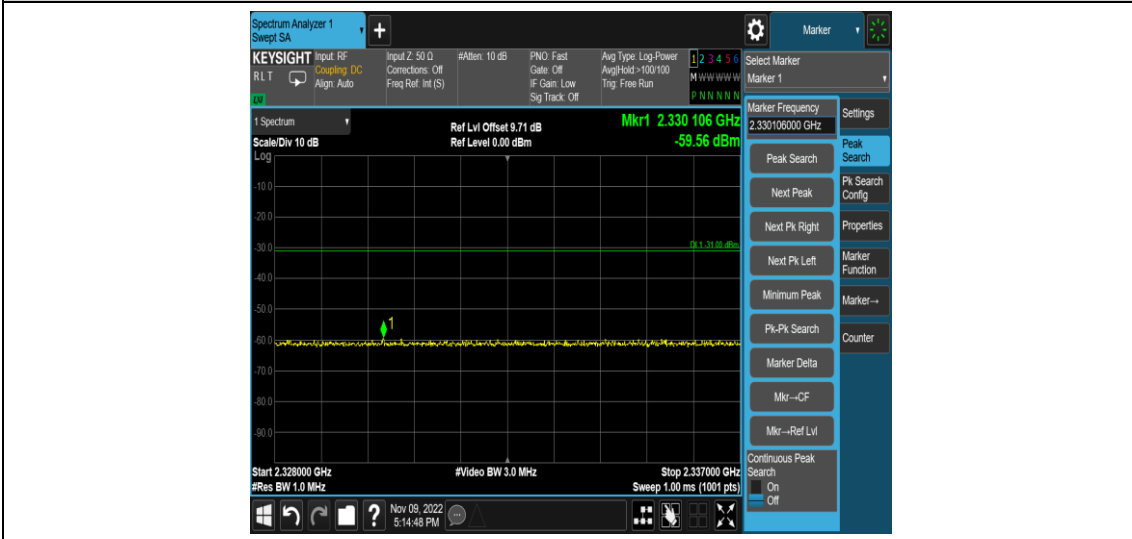 Spectrum Analyzer 1
Swept SA
+
Marker
KEYSIGHT
RLT
LXI
Input: RF
Coupling: DC
Align: Auto
Input Z: 50 Ω
Corrections: Off
Freq Ref: Int (S)
#Atten: 10 dB
PNO: Fast
Gate: Off
IF Gain: Low
Sig Track: Off
Avg Type: Log-Power
Avg|Hold:>100/100
Trig: Free Run
1 2 3 4 5 6
M W W W W W
P N N N N N
Select Marker
Marker 1
1 Spectrum
Scale/Div 10 dB
Log
Ref Lvl Offset 9.71 dB
Ref Level 0.00 dBm
Mkr1 2.330 106 GHz
-59.56 dBm
-10.0
-20.0
-30.0
DL1 -31.00 dBm
-40.0
-50.0
1
-60.0
-70.0
-80.0
-90.0
Start 2.328000 GHz
#Res BW 1.0 MHz
#Video BW 3.0 MHz
Stop 2.337000 GHz
Sweep 1.00 ms (1001 pts)
Marker Frequency
2.330106000 GHz
Peak Search
Next Peak
Next Pk Right
Next Pk Left
Minimum Peak
Pk-Pk Search
Marker Delta
Mkr→CF
Mkr→Ref Lvl
Continuous Peak
Search
On
Off
Settings
Peak
Search
Pk Search
Config
Properties
Marker
Function
Marker→
Counter
?
Nov 09, 2022
5:14:48 PM